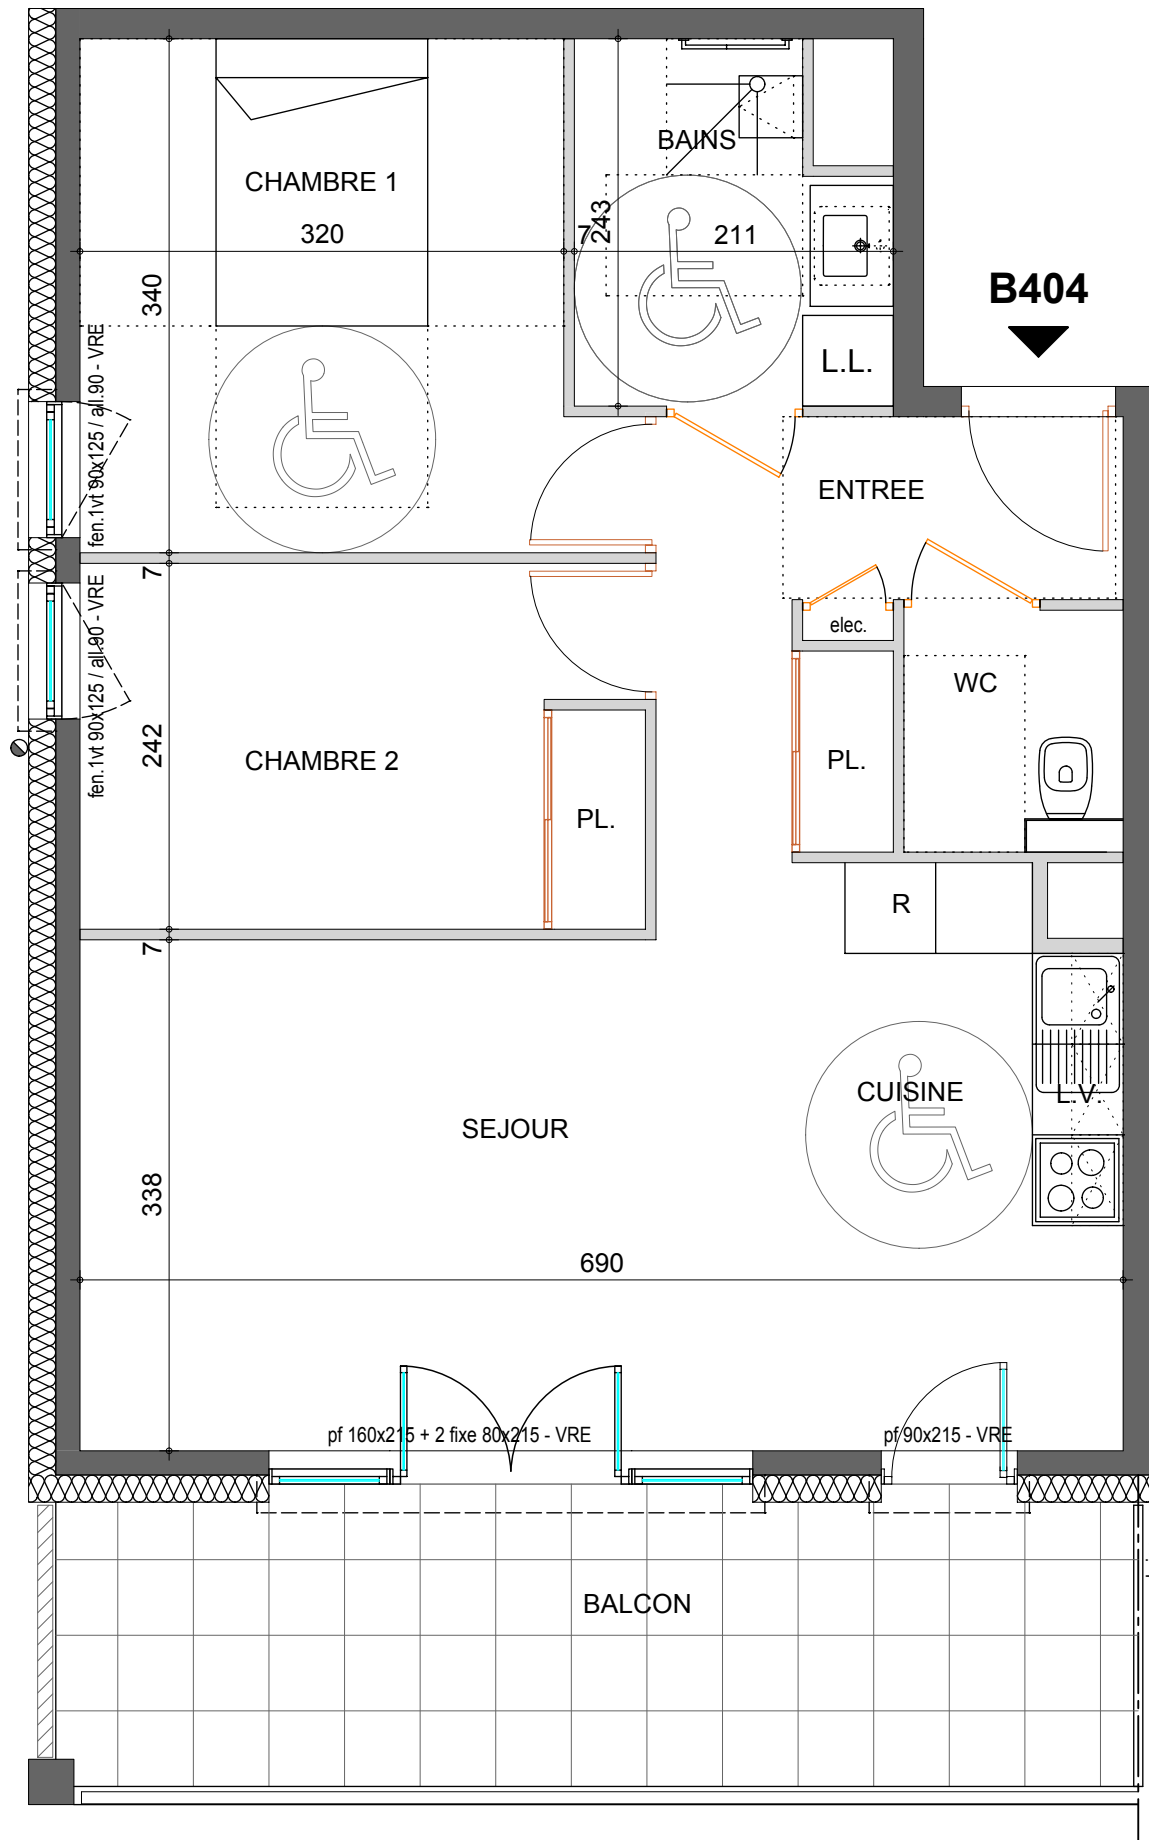 CHAMBRE 1
320
340
BAINS
243
7
211
L.L.
B404
ENTREE
fen.1vt 90x125 / all.90 - VRE
7
fen.1vt 90x125 / all.90 - VRE
242
CHAMBRE 2
PL.
elec.
WC
PL.
R
7
SEJOUR
CUISINE
L.V.
338
690
pf 160x215 + 2 fixe 80x215 - VRE
pf 90x215 - VRE
BALCON